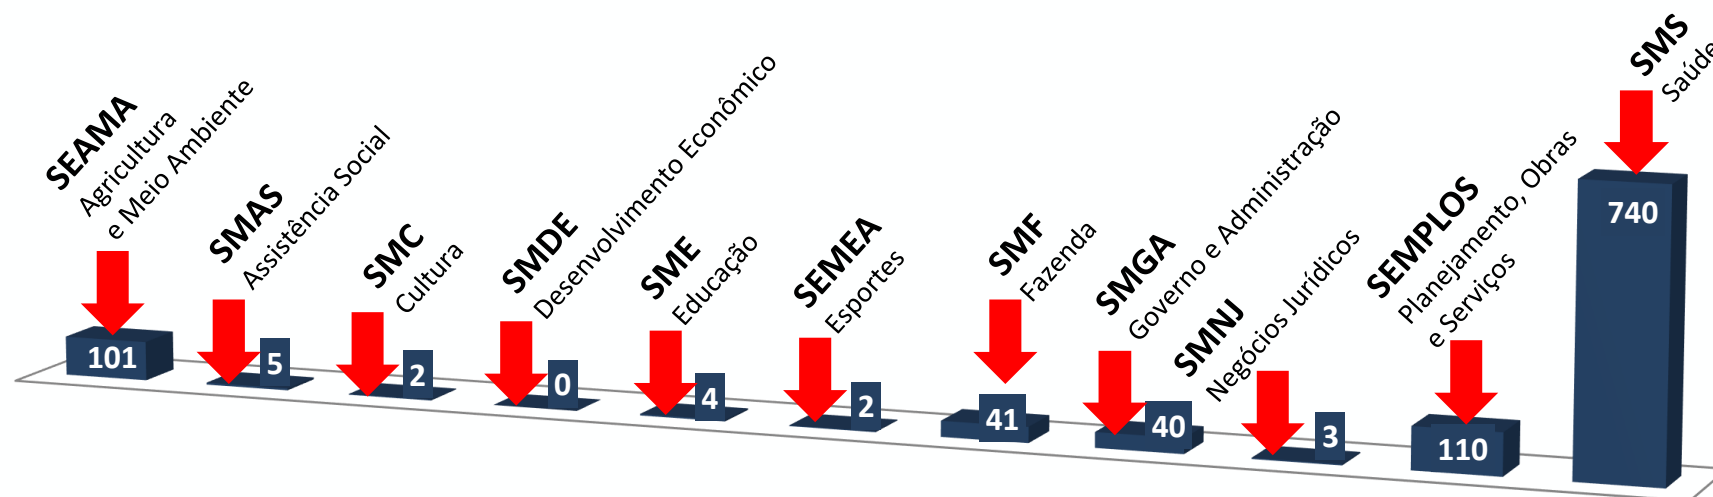 SEAMA
Agricultura
e Meio Ambiente
101
SMAS
Assistência Social
5
SMC
Cultura
2
SMDE
Desenvolvimento Econômico
0
SME
Educação
4
SEMEA
Esportes
2
SMF
Fazenda
41
SMGA
Governo e Administração
40
SMNJ
Negócios Jurídicos
3
SEMPLOS
Planejamento, Obras
e Serviços
110
SMS
Saúde
740